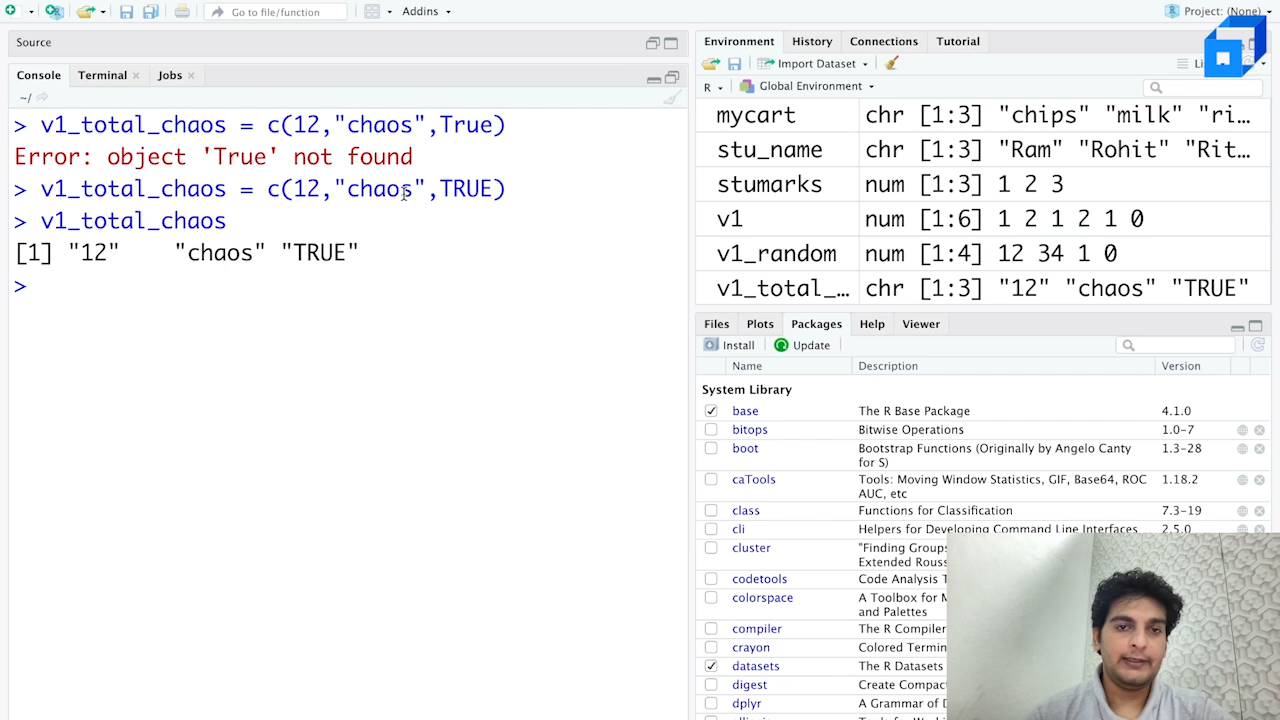 Go to file/function
Addins
Project: (None)
Source
Console
Terminal
Jobs
~/
> v1_total_chaos = c(12,"chaos",True)
Error: object 'True' not found
> v1_total_chaos = c(12,"chaos",TRUE)
> v1_total_chaos
[1] "12"    "chaos" "TRUE"
>
Environment
History
Connections
Tutorial
Import Dataset
R
Global Environment
mycart chr [1:3] "chips" "milk" "ri...
stu_name chr [1:3] "Ram" "Rohit" "Rit...
stumarks num [1:3] 1 2 3
v1 num [1:6] 1 2 1 2 1 0
v1_random num [1:4] 12 34 1 0
v1_total_... chr [1:3] "12" "chaos" "TRUE"
Files
Plots
Packages
Help
Viewer
Install
Update
Name Description Version
System Library
base The R Base Package 4.1.0
bitops Bitwise Operations 1.0-7
boot Bootstrap Functions (Originally by Angelo Canty 1.3-28
for S)
caTools Tools: Moving Window Statistics, GIF, Base64, ROC 1.18.2
AUC, etc
class Functions for Classification 7.3-19
cli Helpers for Developing Command Line Interfaces 2.5.0
cluster "Finding Groups
Extended Rouss
codetools Code Analysis T
colorspace A Toolbox for M
and Palettes
compiler The R Compiler
crayon Colored Termin
datasets The R Datasets
digest Create Compac
dplyr A Grammar of D